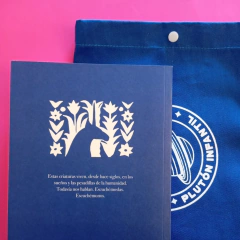 Estas criaturas viven, desde hace siglos, en los
sueños y las pesadillas de la humanidad.
Todavía nos hablan. Escuchémoslas.
Escuchémonos.
PLUTÓN INFANTIL